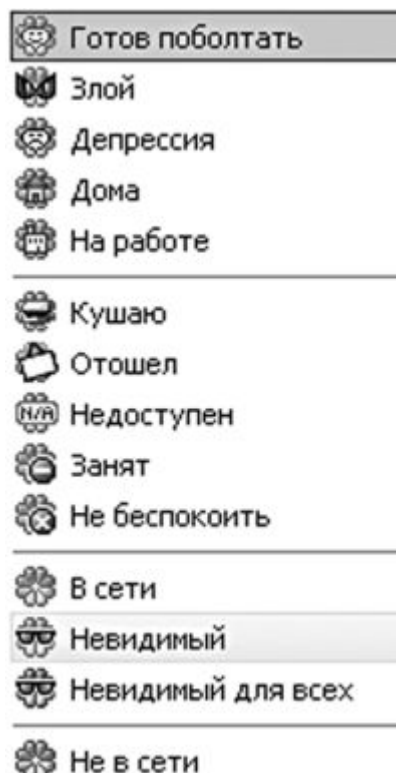 Готов поболтать
Злой
Депрессия
Дома
На работе
Кушаю
Отошел
N/A Недоступен
Занят
Не беспокоить
В сети
Невидимый
Невидимый для всех
Не в сети